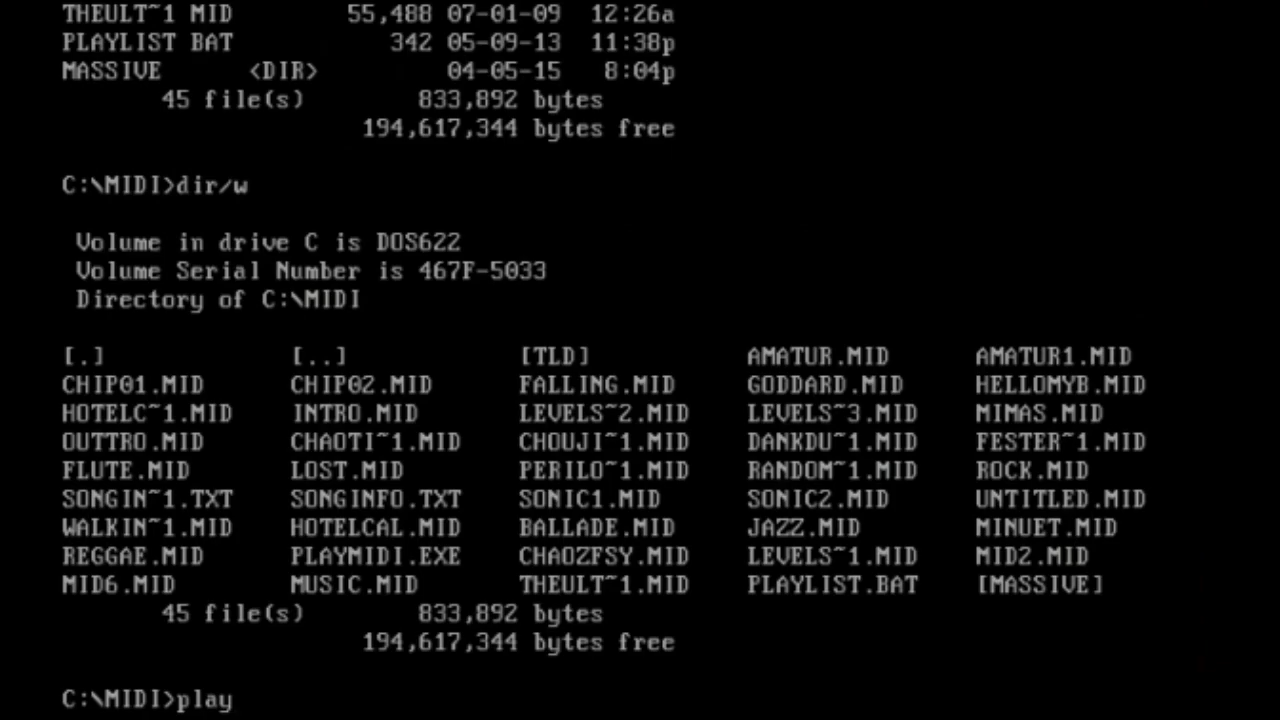 THEULT~1 MID 55,488 07-01-09 12:26a
PLAYLIST BAT 342 05-09-13 11:38p
MASSIVE <DIR> 04-05-15 8:04p
45 file(s) 833,892 bytes
194,617,344 bytes free
C:\MIDI>dir/w
Volume in drive C is DOS622
Volume Serial Number is 467F-5033
Directory of C:\MIDI
[.] [..] [TLD] AMATUR.MID AMATUR1.MID
CHIP01.MID CHIP02.MID FALLING.MID GODDARD.MID HELLOMYB.MID
HOTELC~1.MID INTRO.MID LEVELS~2.MID LEVELS~3.MID MIMAS.MID
OUTTRO.MID CHAOTI~1.MID CHOUJI~1.MID DANKDU~1.MID FESTER~1.MID
FLUTE.MID LOST.MID PERILO~1.MID RANDOM~1.MID ROCK.MID
SONGIN~1.TXT SONGINFO.TXT SONIC1.MID SONIC2.MID UNTITLED.MID
WALKIN~1.MID HOTELCAL.MID BALLADE.MID JAZZ.MID MINUET.MID
REGGAE.MID PLAYMIDI.EXE CHAOZFSY.MID LEVELS~1.MID MID2.MID
MID6.MID MUSIC.MID THEULT~1.MID PLAYLIST.BAT [MASSIVE]
45 file(s) 833,892 bytes
194,617,344 bytes free
C:\MIDI>play